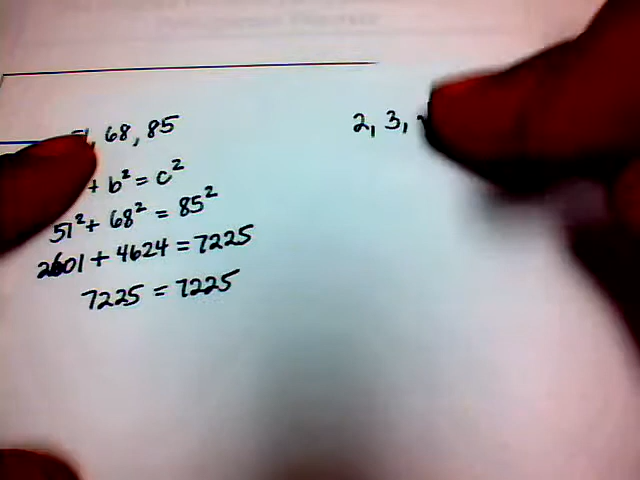 , 68, 85
2, 3,
+ b² = c²
51² + 68² = 85²
2601 + 4624 = 7225
7225 = 7225